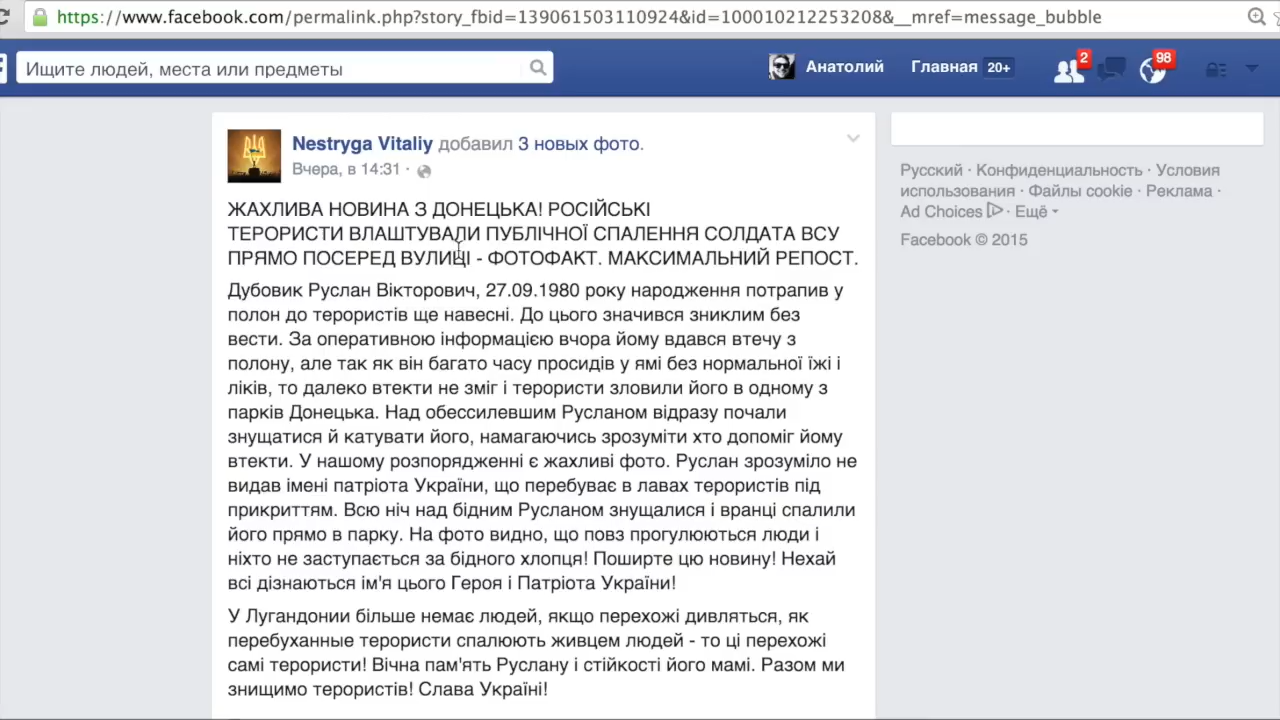 https://www.facebook.com/permalink.php?story_fbid=139061503110924&id=100010212253208&__mref=message_bubble
Ищите людей, места или предметы
Анатолий
Главная 20+
2
98
Nestryga Vitaliy добавил 3 новых фото.
Вчера, в 14:31 ·
ЖАХЛИВА НОВИНА З ДОНЕЦЬКА! РОСІЙСЬКІ
ТЕРОРИСТИ ВЛАШТУВАЛИ ПУБЛІЧНОЇ СПАЛЕННЯ СОЛДАТА ВСУ
ПРЯМО ПОСЕРЕД ВУЛИЦІ - ФОТОФАКТ. МАКСИМАЛЬНИЙ РЕПОСТ.
Дубовик Руслан Вікторович, 27.09.1980 року народження потрапив у
полон до терористів ще навесні. До цього значився зниклим без
вести. За оперативною інформацією вчора йому вдався втечу з
полону, але так як він багато часу просидів у ямі без нормальної їжі і
ліків, то далеко втекти не зміг і терористи зловили його в одному з
парків Донецька. Над обессилевшим Русланом відразу почали
знущатися й катувати його, намагаючись зрозуміти хто допоміг йому
втекти. У нашому розпорядженні є жахливі фото. Руслан зрозуміло не
видав імені патріота України, що перебуває в лавах терористів під
прикриттям. Всю ніч над бідним Русланом знущалися і вранці спалили
його прямо в парку. На фото видно, що повз прогулюються люди і
ніхто не заступається за бідного хлопця! Поширте цю новину! Нехай
всі дізнаються ім'я цього Героя і Патріота України!
У Лугандонии більше немає людей, якщо перехожі дивляться, як
перебуханные терористи спалюють живцем людей - то ці перехожі
самі терористи! Вічна пам'ять Руслану і стійкості його мамі. Разом ми
знищимо терористів! Слава Україні!
Русский · Конфиденциальность · Условия
использования · Файлы cookie · Реклама ·
Ad Choices · Ещё
Facebook © 2015